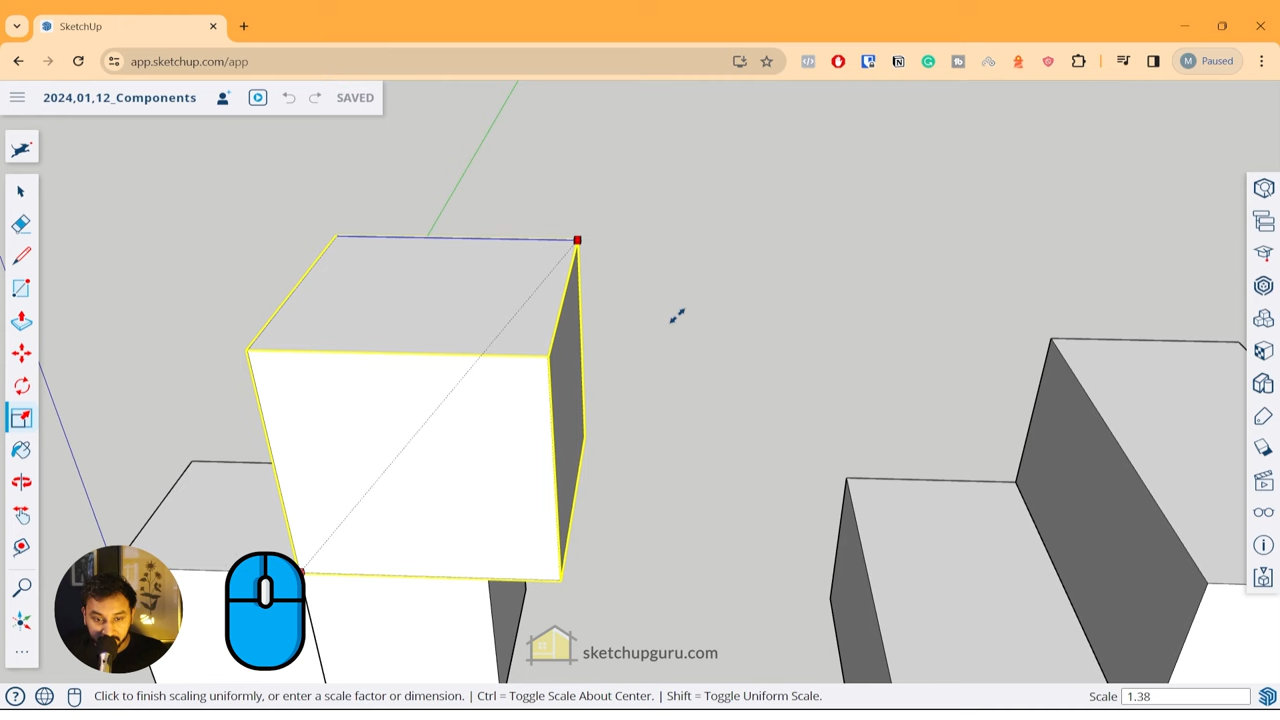 SketchUp
app.sketchup.com/app
M Paused
2024,01,12_Components
SAVED
sketchupguru.com
Click to finish scaling uniformly, or enter a scale factor or dimension. | Ctrl = Toggle Scale About Center. | Shift = Toggle Uniform Scale.
Scale 1.38